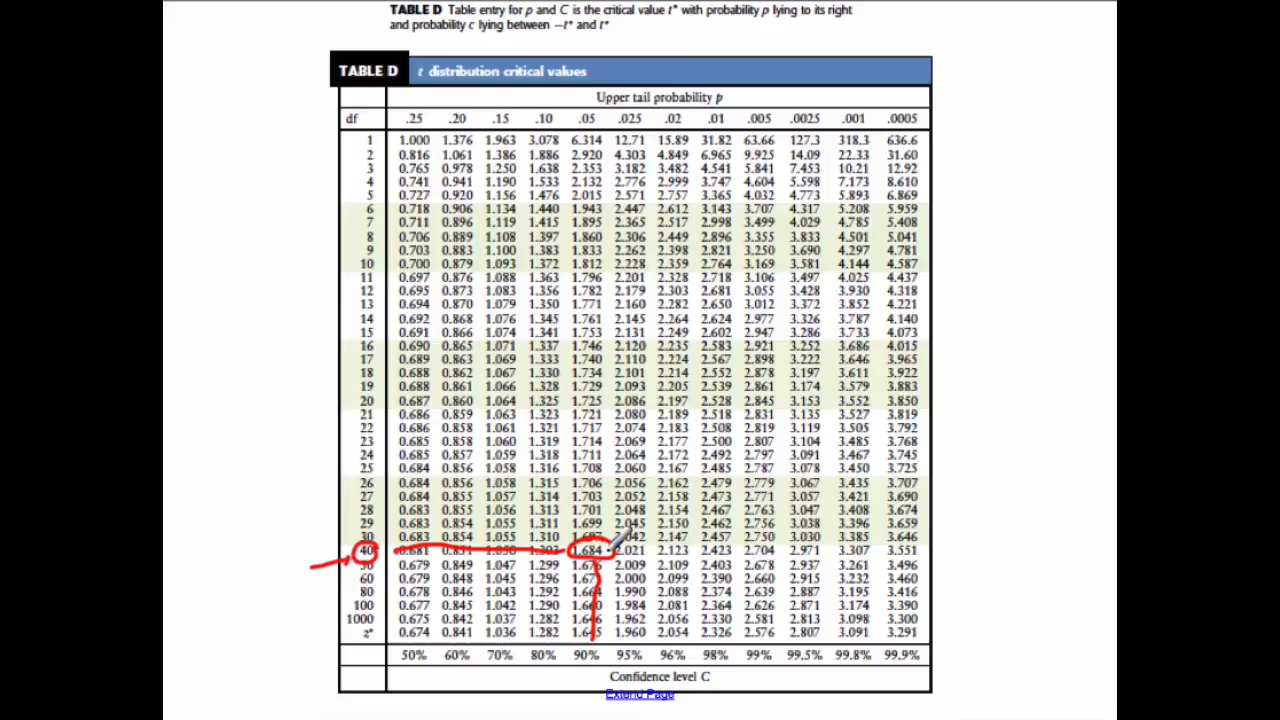 TABLE D Table entry for p and C is the critical value t* with probability p lying to its right
and probability c lying between −t* and t*
TABLE D t distribution critical values
Upper tail probability p
df .25 .20 .15 .10 .05 .025 .02 .01 .005 .0025 .001 .0005
1 1.000 1.376 1.963 3.078 6.314 12.71 15.89 31.82 63.66 127.3 318.3 636.6
2 0.816 1.061 1.386 1.886 2.920 4.303 4.849 6.965 9.925 14.09 22.33 31.60
3 0.765 0.978 1.250 1.638 2.353 3.182 3.482 4.541 5.841 7.453 10.21 12.92
4 0.741 0.941 1.190 1.533 2.132 2.776 2.999 3.747 4.604 5.598 7.173 8.610
5 0.727 0.920 1.156 1.476 2.015 2.571 2.757 3.365 4.032 4.773 5.893 6.869
6 0.718 0.906 1.134 1.440 1.943 2.447 2.612 3.143 3.707 4.317 5.208 5.959
7 0.711 0.896 1.119 1.415 1.895 2.365 2.517 2.998 3.499 4.029 4.785 5.408
8 0.706 0.889 1.108 1.397 1.860 2.306 2.449 2.896 3.355 3.833 4.501 5.041
9 0.703 0.883 1.100 1.383 1.833 2.262 2.398 2.821 3.250 3.690 4.297 4.781
10 0.700 0.879 1.093 1.372 1.812 2.228 2.359 2.764 3.169 3.581 4.144 4.587
11 0.697 0.876 1.088 1.363 1.796 2.201 2.328 2.718 3.106 3.497 4.025 4.437
12 0.695 0.873 1.083 1.356 1.782 2.179 2.303 2.681 3.055 3.428 3.930 4.318
13 0.694 0.870 1.079 1.350 1.771 2.160 2.282 2.650 3.012 3.372 3.852 4.221
14 0.692 0.868 1.076 1.345 1.761 2.145 2.264 2.624 2.977 3.326 3.787 4.140
15 0.691 0.866 1.074 1.341 1.753 2.131 2.249 2.602 2.947 3.286 3.733 4.073
16 0.690 0.865 1.071 1.337 1.746 2.120 2.235 2.583 2.921 3.252 3.686 4.015
17 0.689 0.863 1.069 1.333 1.740 2.110 2.224 2.567 2.898 3.222 3.646 3.965
18 0.688 0.862 1.067 1.330 1.734 2.101 2.214 2.552 2.878 3.197 3.611 3.922
19 0.688 0.861 1.066 1.328 1.729 2.093 2.205 2.539 2.861 3.174 3.579 3.883
20 0.687 0.860 1.064 1.325 1.725 2.086 2.197 2.528 2.845 3.153 3.552 3.850
21 0.686 0.859 1.063 1.323 1.721 2.080 2.189 2.518 2.831 3.135 3.527 3.819
22 0.686 0.858 1.061 1.321 1.717 2.074 2.183 2.508 2.819 3.119 3.505 3.792
23 0.685 0.858 1.060 1.319 1.714 2.069 2.177 2.500 2.807 3.104 3.485 3.768
24 0.685 0.857 1.059 1.318 1.711 2.064 2.172 2.492 2.797 3.091 3.467 3.745
25 0.684 0.856 1.058 1.316 1.708 2.060 2.167 2.485 2.787 3.078 3.450 3.725
26 0.684 0.856 1.058 1.315 1.706 2.056 2.162 2.479 2.779 3.067 3.435 3.707
27 0.684 0.855 1.057 1.314 1.703 2.052 2.158 2.473 2.771 3.057 3.421 3.690
28 0.683 0.855 1.056 1.313 1.701 2.048 2.154 2.467 2.763 3.047 3.408 3.674
29 0.683 0.854 1.055 1.311 1.699 2.045 2.150 2.462 2.756 3.038 3.396 3.659
30 0.683 0.854 1.055 1.310 1.697 2.147 2.457 2.750 3.030 3.385 3.646
40 0.681 0.851 1.050 1.303 1.684 2.021 2.123 2.423 2.704 2.971 3.307 3.551
50 0.679 0.849 1.047 1.299 1.676 2.009 2.109 2.403 2.678 2.937 3.261 3.496
60 0.679 0.848 1.045 1.296 2.000 2.099 2.390 2.660 2.915 3.232 3.460
80 0.678 0.846 1.043 1.292 1.664 1.990 2.088 2.374 2.639 2.887 3.195 3.416
100 0.677 0.845 1.042 1.290 1.660 1.984 2.081 2.364 2.626 2.871 3.174 3.390
1000 0.675 0.842 1.037 1.282 1.646 1.962 2.056 2.330 2.581 2.813 3.098 3.300
z* 0.674 0.841 1.036 1.282 1.645 1.960 2.054 2.326 2.576 2.807 3.091 3.291
50% 60% 70% 80% 90% 95% 96% 98% 99% 99.5% 99.8% 99.9%
Confidence level C
Extend Page